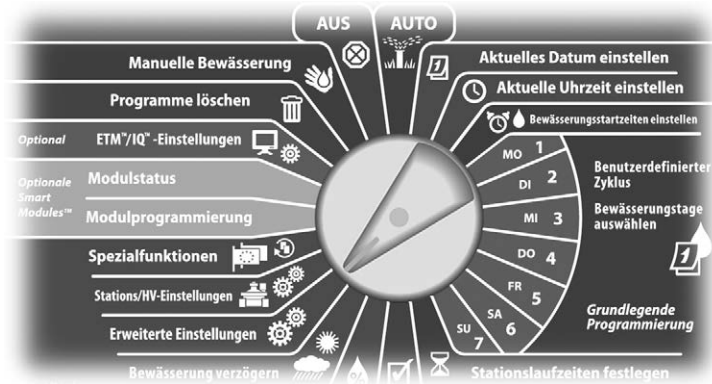 AUS
AUTO
Manuelle Bewässerung
Programme löschen
Optional
ETM™/IQ™ -Einstellungen
Optionale
Smart
Modules™
Modulstatus
Modulprogrammierung
Spezialfunktionen
Stations/HV-Einstellungen
Erweiterte Einstellungen
Bewässerung verzögern
%
1
Aktuelles Datum einstellen
Aktuelle Uhrzeit einstellen
Bewässerungsstartzeiten einstellen
MO 1
DI 2
MI 3
DO 4
FR 5
SA 6
SU 7
Benutzerdefinierter
Zyklus
Bewässerungstage
auswählen
1
Grundlegende
Programmierung
Stationslaufzeiten festlegen